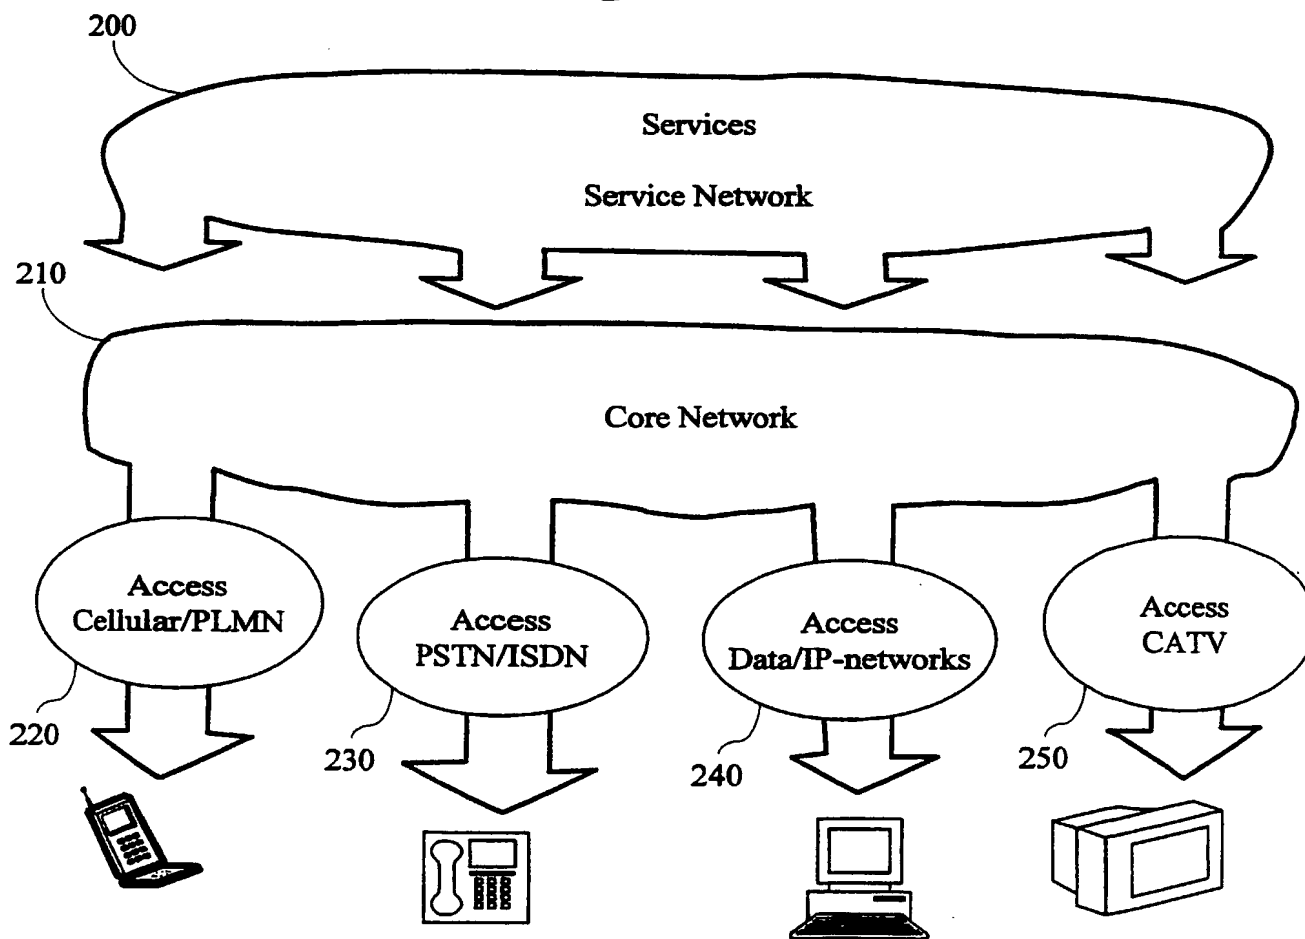 200
Services
Service Network
210
Core Network
Access
Cellular/PLMN
Access
PSTN/ISDN
Access
Data/IP-networks
Access
CATV
220
230
240
250